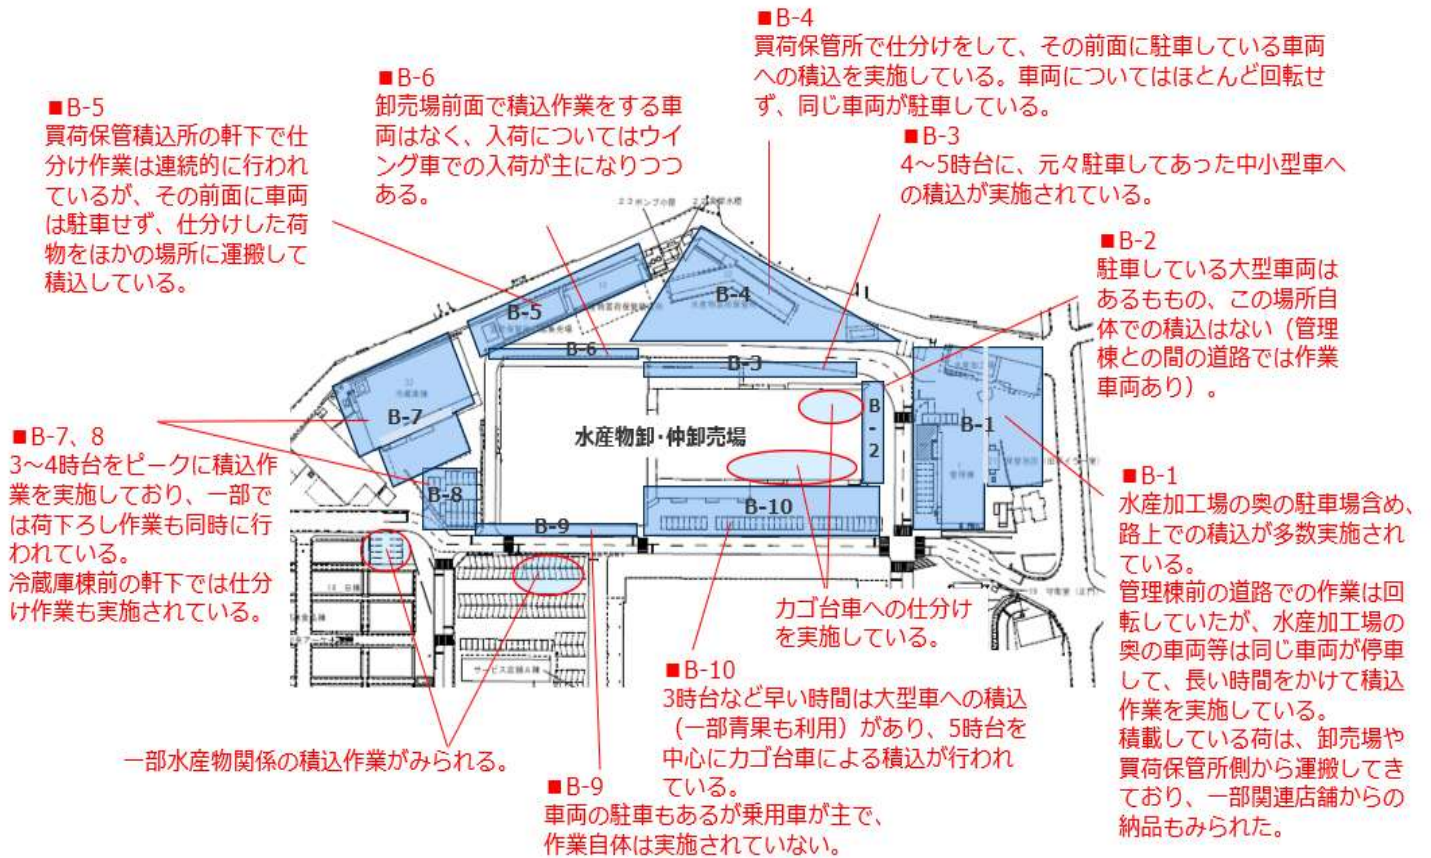 ■B-4
買荷保管所で仕分けをして、その前面に駐車している車両
への積込を実施している。車両についてはほとんど回転せ
ず、同じ車両が駐車している。
■B-6
卸売場前面で積込作業をする車
両はなく、入荷についてはウイ
ング車での入荷が主になりつつ
ある。
■B-5
買荷保管積込所の軒下で仕
分け作業は連続的に行われ
ているが、その前面に車両
は駐車せず、仕分けした荷
物をほかの場所に運搬して
積込している。
■B-3
4～5時台に、元々駐車してあった中小型車へ
の積込が実施されている。
■B-2
駐車している大型車両は
あるももの、この場所自
体での積込はない（管理
棟との間の道路では作業
車両あり）。
22ポンプ小屋
B-4
B-5
B-6
B-3
B-7
B-2
B-1
水産物卸・仲卸売場
B-8
B-10
B-9
管理棟
冷蔵庫棟
サービス店舗A棟
■B-7、8
3～4時台をピークに積込作
業を実施しており、一部で
は荷下ろし作業も同時に行
われている。
冷蔵庫棟前の軒下では仕分
け作業も実施されている。
■B-1
水産加工場の奥の駐車場含め、
路上での積込が多数実施され
ている。
管理棟前の道路での作業は回
転していたが、水産加工場の
奥の車両等は同じ車両が停車
して、長い時間をかけて積込
作業を実施している。
積載している荷は、卸売場や
買荷保管所側から運搬してき
ており、一部関連店舗からの
納品もみられた。
カゴ台車への仕分け
を実施している。
■B-10
3時台など早い時間は大型車への積込
（一部青果も利用）があり、5時台を
中心にカゴ台車による積込が行われ
ている。
一部水産物関係の積込作業がみられる。
■B-9
車両の駐車もあるが乗用車が主で、
作業自体は実施されていない。